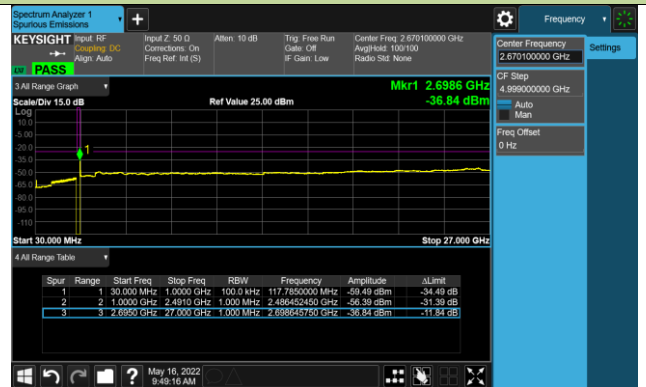 Spectrum Analyzer 1
Spurious Emissions
Frequency
KEYSIGHT
Input: RF
Coupling: DC
Align: Auto
Input Z: 50 Ω
Corrections: On
Freq Ref: Int (S)
Atten: 10 dB
Trig: Free Run
Gate: Off
IF Gain: Low
Center Freq: 2.670100000 GHz
Avg|Hold: 100/100
Radio Std: None
PASS
Center Frequency
2.670100000 GHz
Settings
CF Step
4.999000000 GHz
Auto
Man
Freq Offset
0 Hz
3 All Range Graph
Mkr1 2.6986 GHz
-36.84 dBm
Scale/Div 15.0 dB
Ref Value 25.00 dBm
Log
10.0
-5.00
-20.0
-35.0
-50.0
-65.0
-80.0
-95.0
-110
1
Start 30.000 MHz
Stop 27.000 GHz
4 All Range Table
Spur Range Start Freq Stop Freq RBW Frequency Amplitude ΔLimit
1 1 30.000 MHz 1.0000 GHz 100.0 kHz 117.7850000 MHz -59.49 dBm -34.49 dB
2 2 1.0000 GHz 2.4910 GHz 1.000 MHz 2.486452450 GHz -56.39 dBm -31.39 dB
3 3 2.6950 GHz 27.000 GHz 1.000 MHz 2.698645750 GHz -36.84 dBm -11.84 dB
May 16, 2022
9:49:16 AM